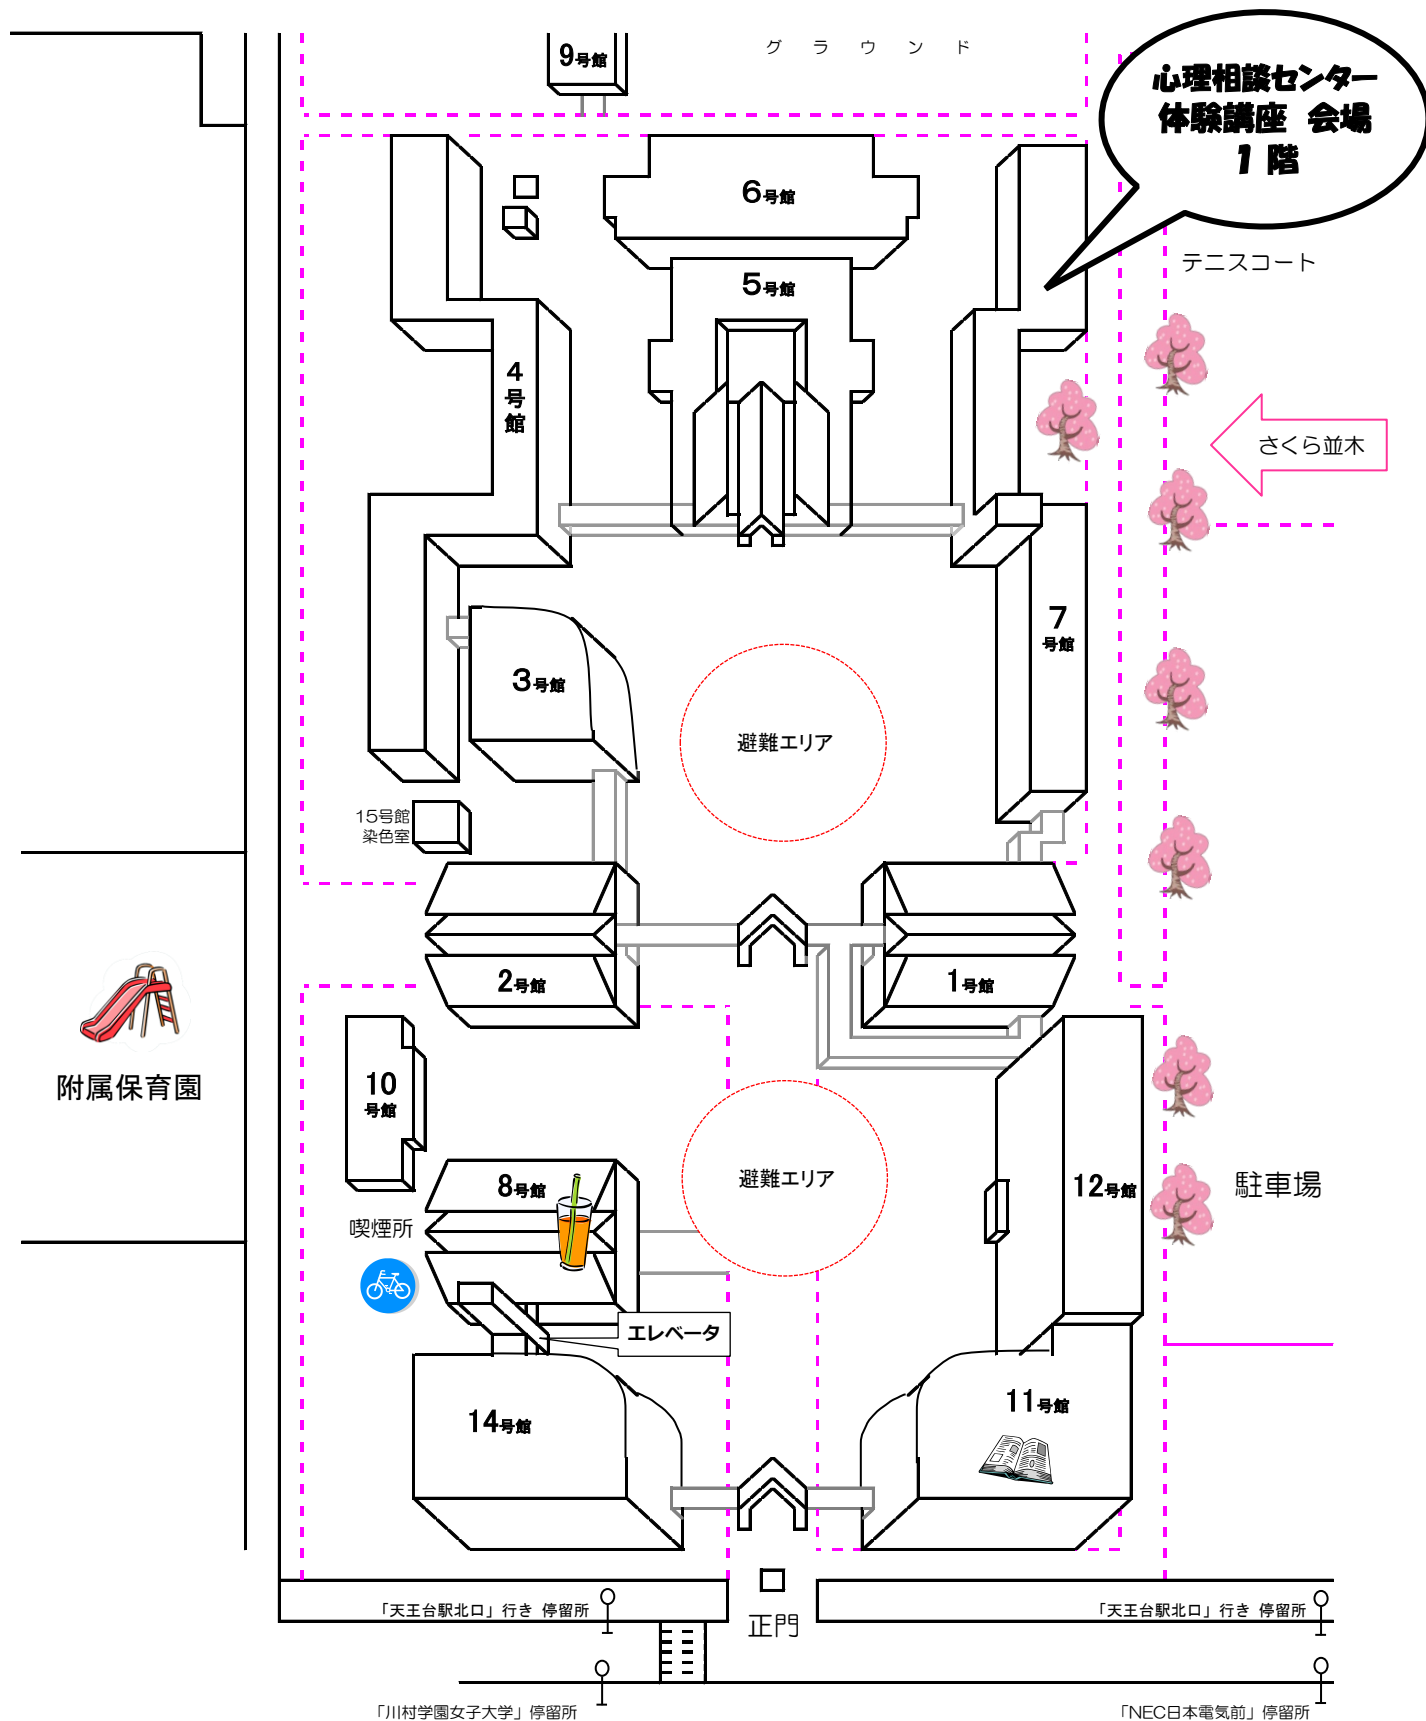 グラウンド
9号館
心理相談センター
体験講座 会場
1階
6号館
テニスコート
5号館
4
号
館
さくら並木
7
号館
3号館
避難エリア
15号館
染色室
2号館
1号館
附属保育園
10
号館
8号館
避難エリア
12号館
駐車場
喫煙所
エレベータ
14号館
11号館
「天王台駅北口」行き 停留所
「天王台駅北口」行き 停留所
正門
「川村学園女子大学」停留所
「NEC日本電気前」停留所